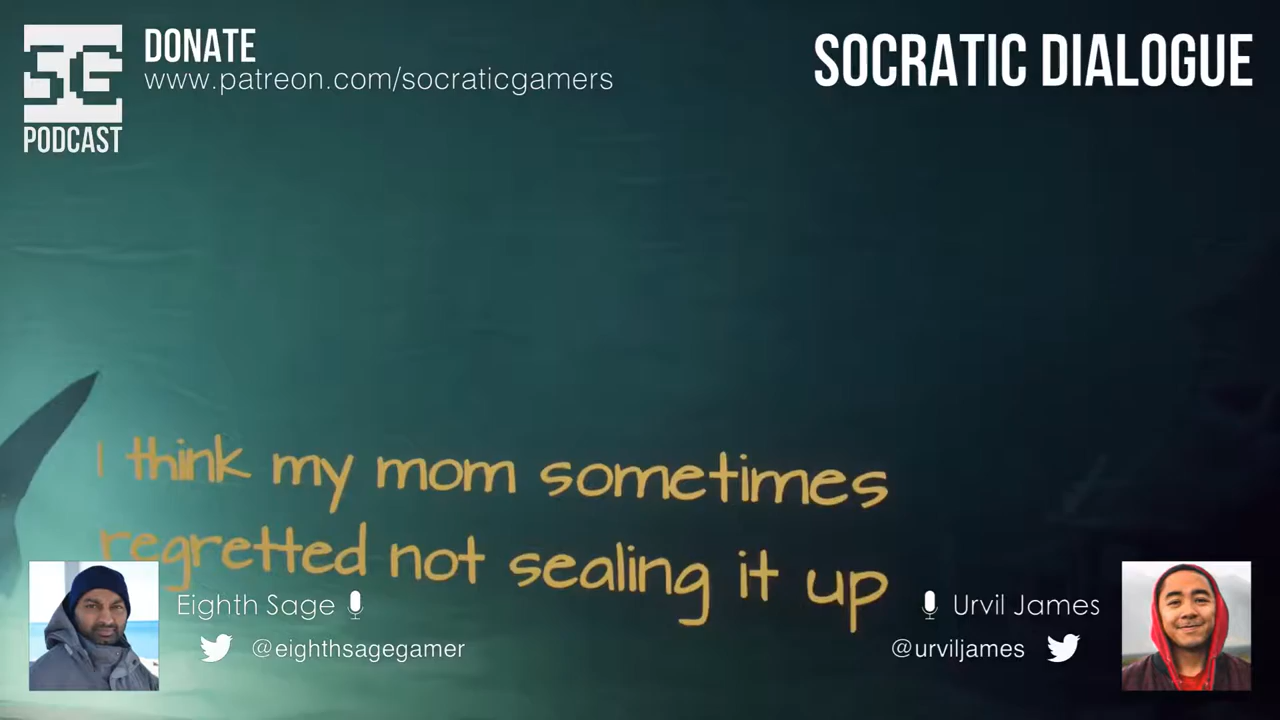 SG
PODCAST
DONATE
www.patreon.com/socraticgamers
SOCRATIC DIALOGUE
I think my mom sometimes
regretted not sealing it up
Eighth Sage
@eighthsagegamer
Urvil James
@urviljames